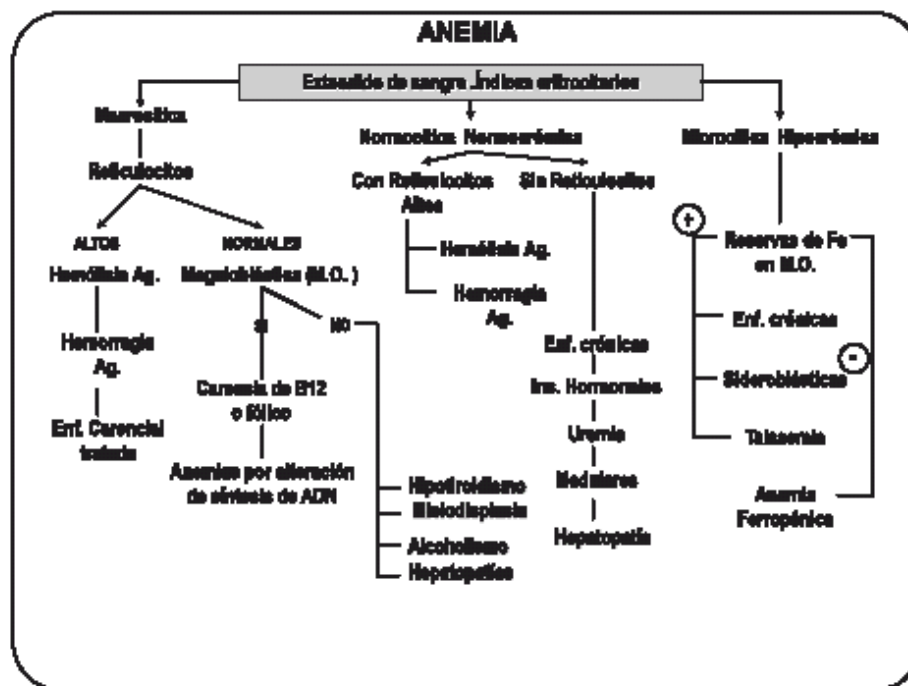 ANEMIA
Extendido de sangre índices eritrocitarios
Macrocítica
Reticulocitos
ALTOS
Hemólisis Ag.
Hemorragia
Ag.
Enf. Carencial
tratada
NORMALES
Megaloblástica (M.O. )
SI
NO
Carencia de B12
o fólico
Anemias por alteración
de síntesis de ADN
Hipotiroidismo
Mielodisplasia
Alcoholismo
Hepatopatías
Normocíticos Normocrómica
Con Reticulocitos
Altos
Hemólisis Ag.
Hemorragia
Ag.
Sin Reticulocitos
Enf. crónicas
Ins. Hormonales
Uremia
Medulares
Hepatopatía
Microcítica Hipocrómica
+
Reservas de Fe
en M.O.
Enf. crónicas
-
Sideroblásticas
Talasemia
Anemia
Ferropénica